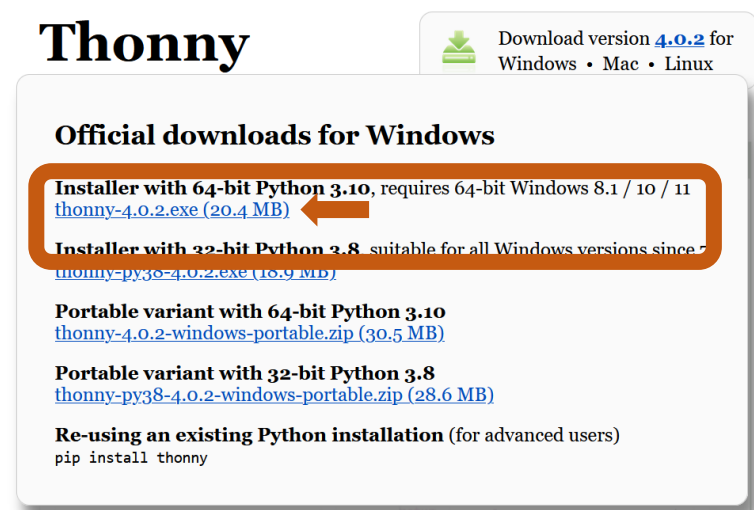 Thonny
Download version 4.0.2 for
Windows • Mac • Linux
Official downloads for Windows
Installer with 64-bit Python 3.10, requires 64-bit Windows 8.1 / 10 / 11
thonny-4.0.2.exe (20.4 MB)
Installer with 32-bit Python 3.8, suitable for all Windows versions since
thonny-py38-4.0.2.exe (18.9 MB)
Portable variant with 64-bit Python 3.10
thonny-4.0.2-windows-portable.zip (30.5 MB)
Portable variant with 32-bit Python 3.8
thonny-py38-4.0.2-windows-portable.zip (28.6 MB)
Re-using an existing Python installation (for advanced users)
pip install thonny